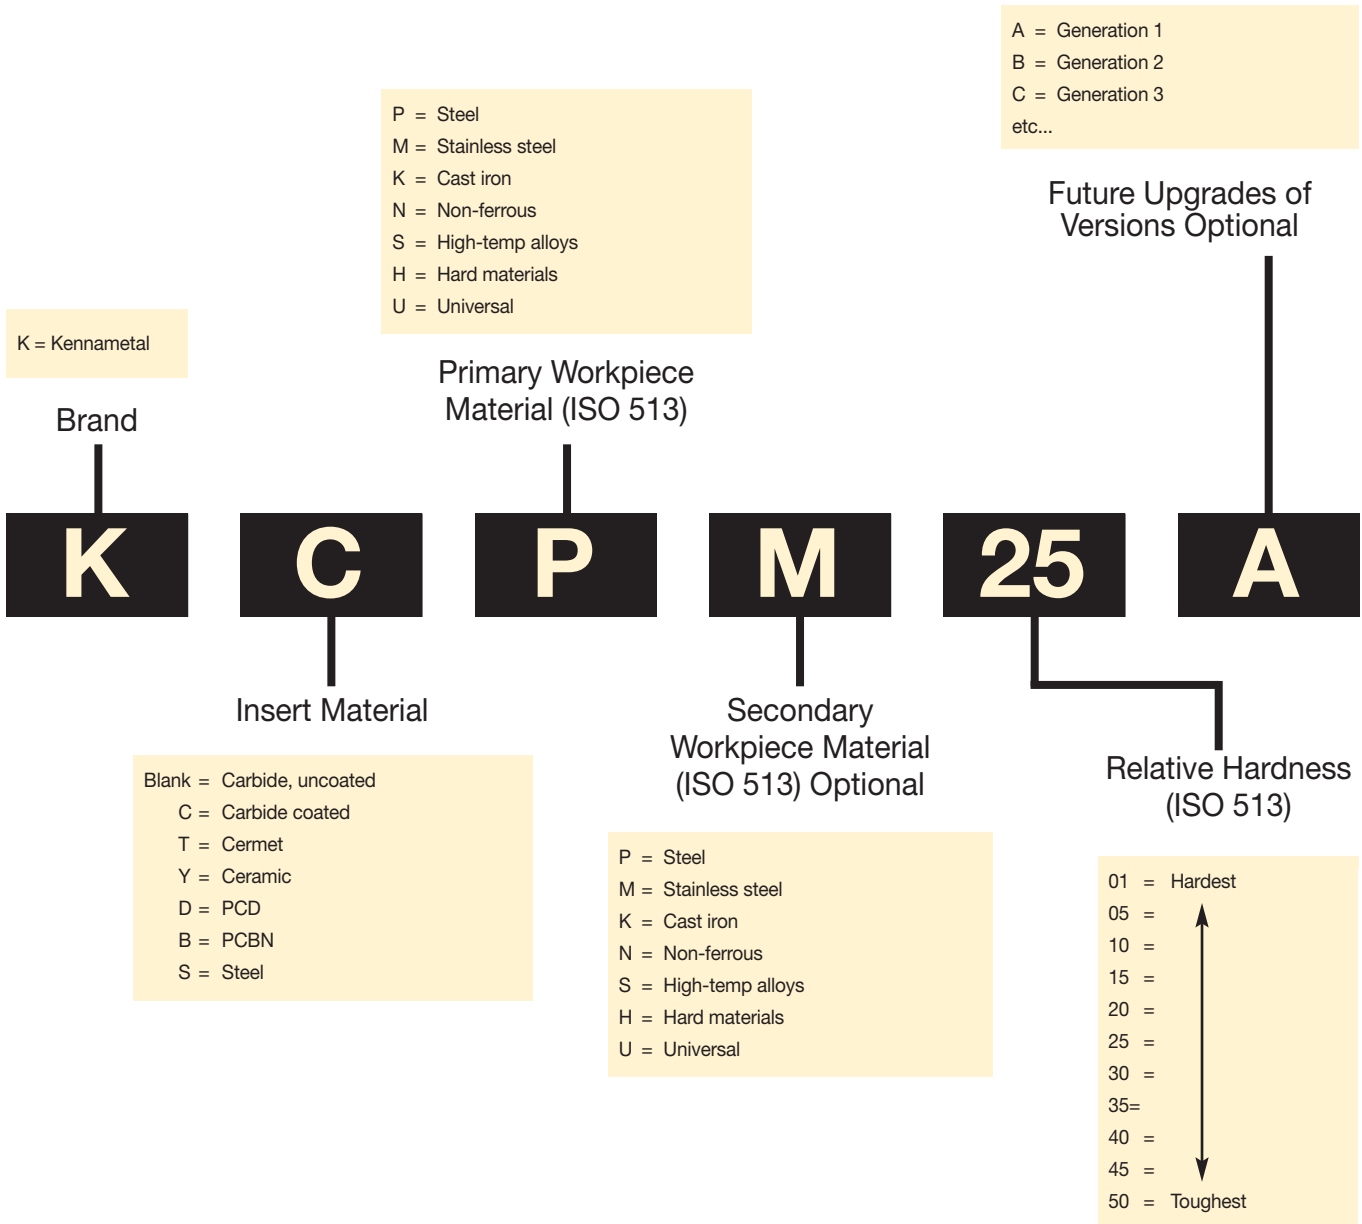 A = Generation 1
B = Generation 2
C = Generation 3
etc...
Future Upgrades of
Versions Optional
P = Steel
M = Stainless steel
K = Cast iron
N = Non-ferrous
S = High-temp alloys
H = Hard materials
U = Universal
Primary Workpiece
Material (ISO 513)
K = Kennametal
Brand
K C P M 25 A
Insert Material
Blank = Carbide, uncoated
C = Carbide coated
T = Cermet
Y = Ceramic
D = PCD
B = PCBN
S = Steel
Secondary
Workpiece Material
(ISO 513) Optional
P = Steel
M = Stainless steel
K = Cast iron
N = Non-ferrous
S = High-temp alloys
H = Hard materials
U = Universal
Relative Hardness
(ISO 513)
01 = Hardest
05 =
10 =
15 =
20 =
25 =
30 =
35=
40 =
45 =
50 = Toughest